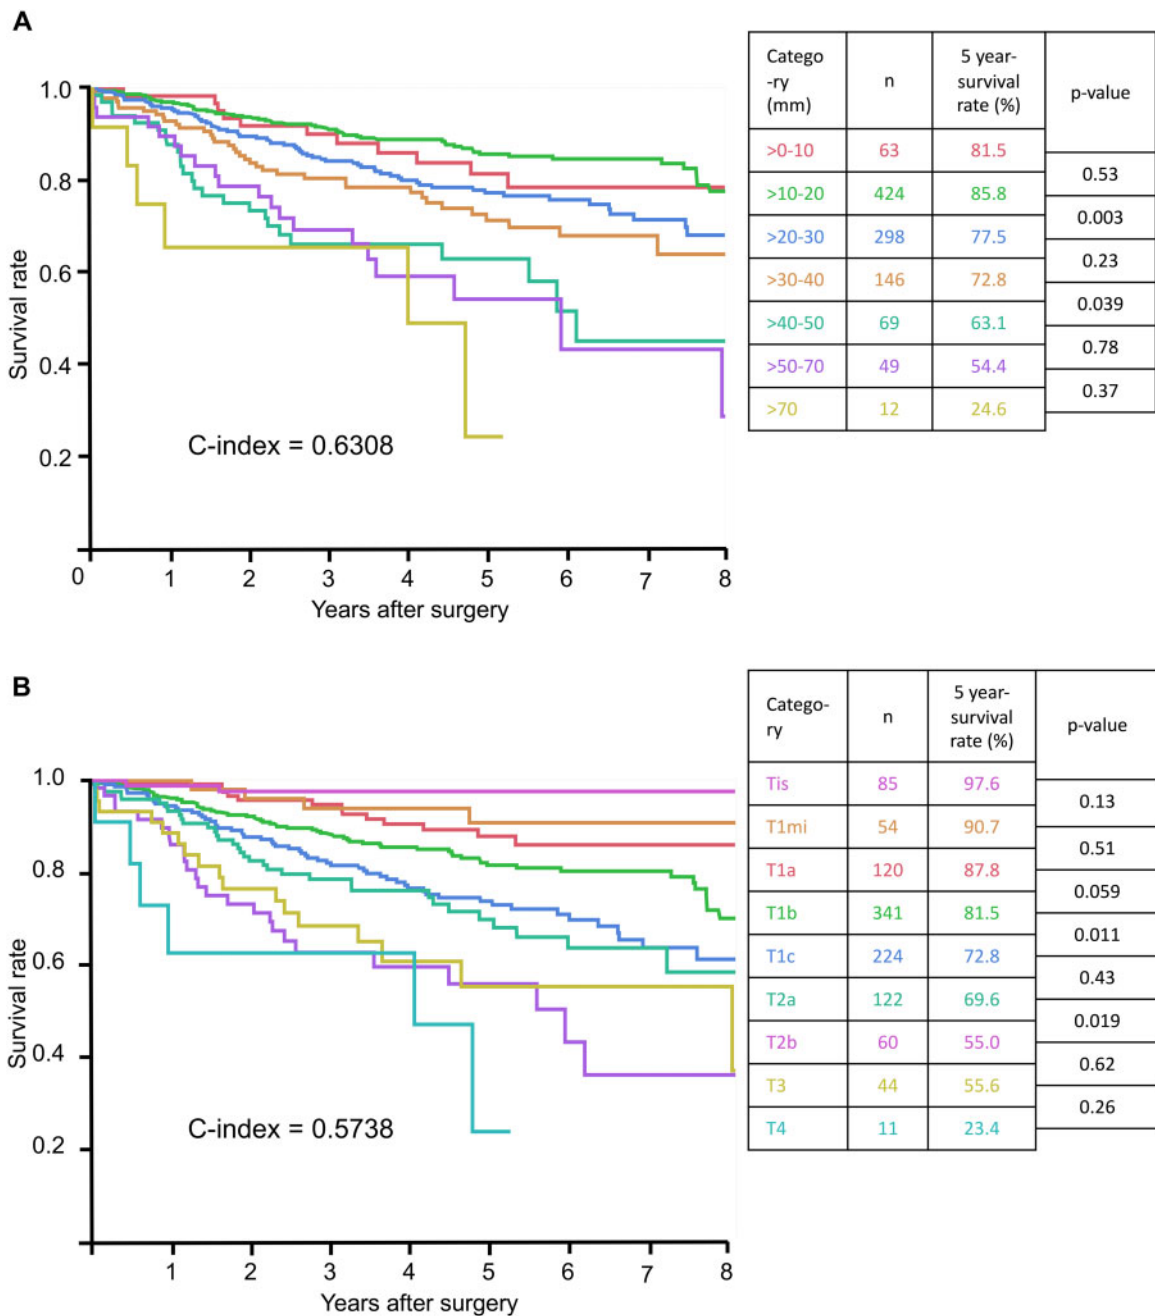 A
1.0
0.8
0.6
0.4
0.2
Survival rate
C-index = 0.6308
0 1 2 3 4 5 6 7 8
Years after surgery
Catego
-ry
(mm)
n
5 year-
survival
rate (%)
p-value
>0-10 63 81.5
0.53
>10-20 424 85.8
0.003
>20-30 298 77.5
0.23
>30-40 146 72.8
0.039
>40-50 69 63.1
0.78
>50-70 49 54.4
0.37
>70 12 24.6
B
1.0
0.8
0.6
0.4
0.2
Survival rate
C-index = 0.5738
1 2 3 4 5 6 7 8
Years after surgery
Catego-
ry
n
5 year-
survival
rate (%)
p-value
Tis 85 97.6
0.13
T1mi 54 90.7
0.51
T1a 120 87.8
0.059
T1b 341 81.5
0.011
T1c 224 72.8
0.43
T2a 122 69.6
0.019
T2b 60 55.0
0.62
T3 44 55.6
0.26
T4 11 23.4